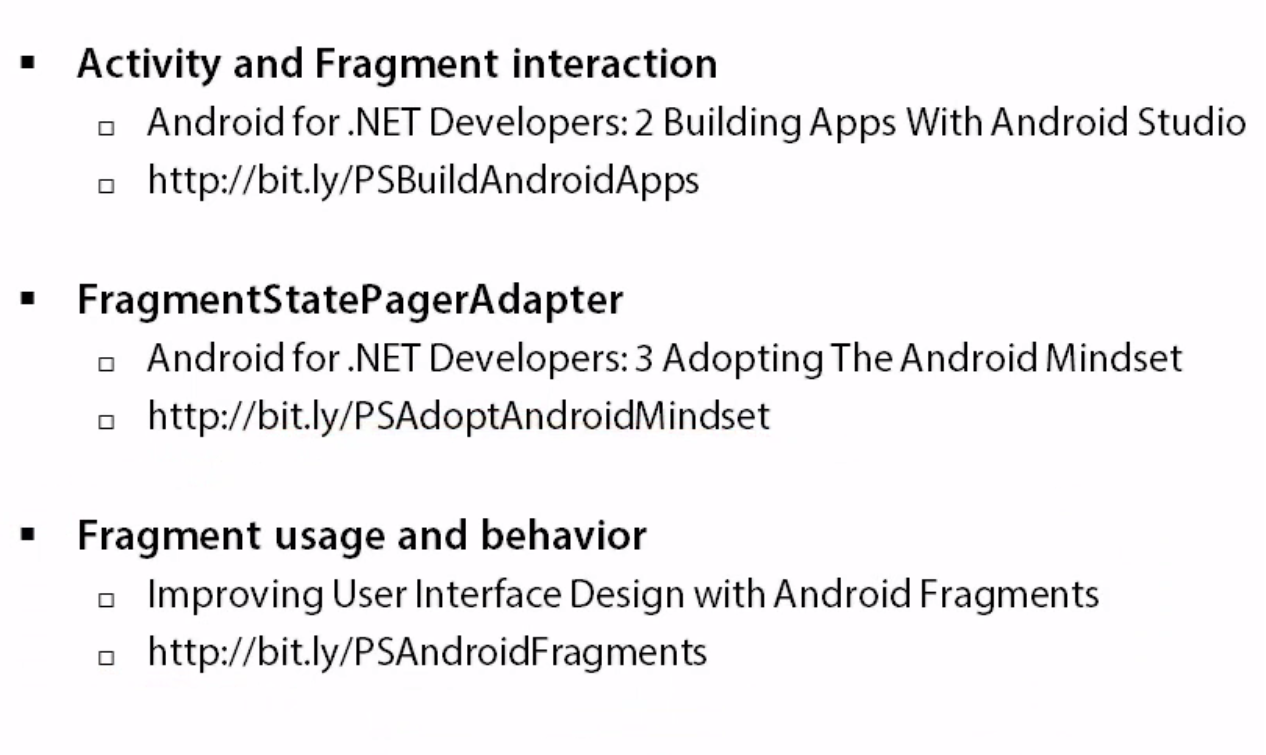 ▪ Activity and Fragment interaction
▫ Android for .NET Developers: 2 Building Apps With Android Studio
▫ http://bit.ly/PSBuildAndroidApps
▪ FragmentStatePagerAdapter
▫ Android for .NET Developers: 3 Adopting The Android Mindset
▫ http://bit.ly/PSAdoptAndroidMindset
▪ Fragment usage and behavior
▫ Improving User Interface Design with Android Fragments
▫ http://bit.ly/PSAndroidFragments